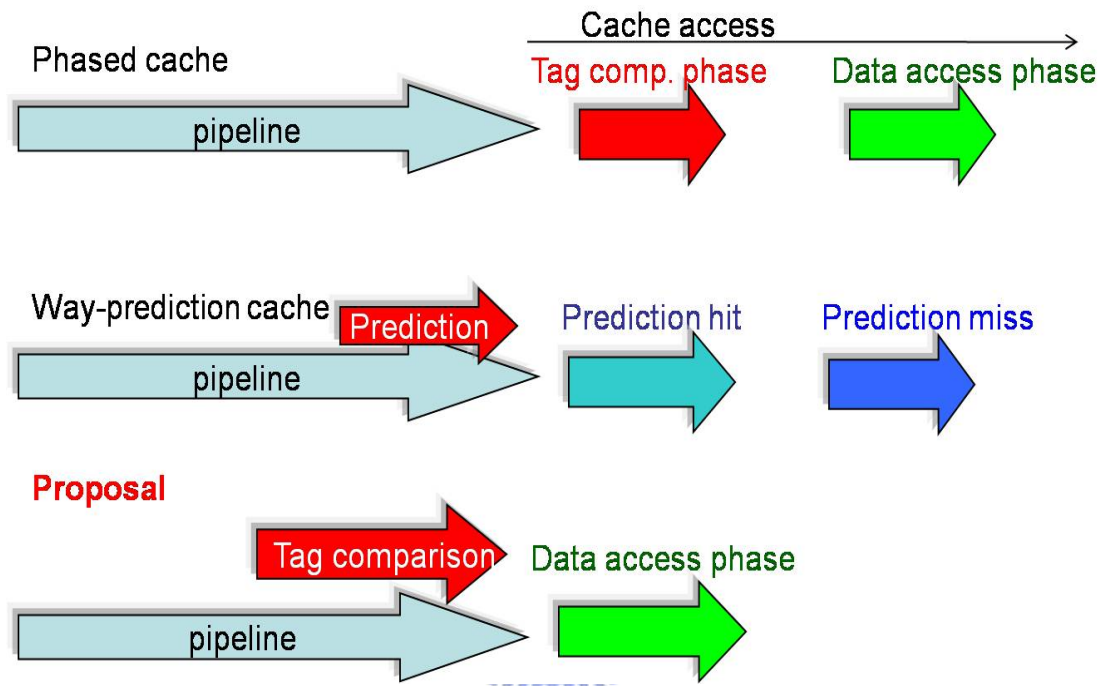 Cache access
Phased cache
Tag comp. phase
Data access phase
pipeline
Way-prediction cache
Prediction
Prediction hit
Prediction miss
pipeline
Proposal
Tag comparison
Data access phase
pipeline